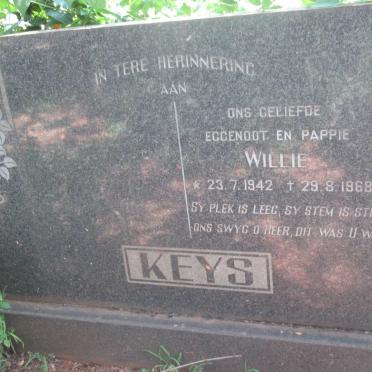 IN TERE HERINNERING
AAN
ONS GELIEFDE
EGGENOOT EN PAPPIE
WILLIE
* 23.7.1942 † 29.8.1968
SY PLEK IS LEEG, SY STEM IS
ONS SWYG O HEER, DIT WAS U
KEYS